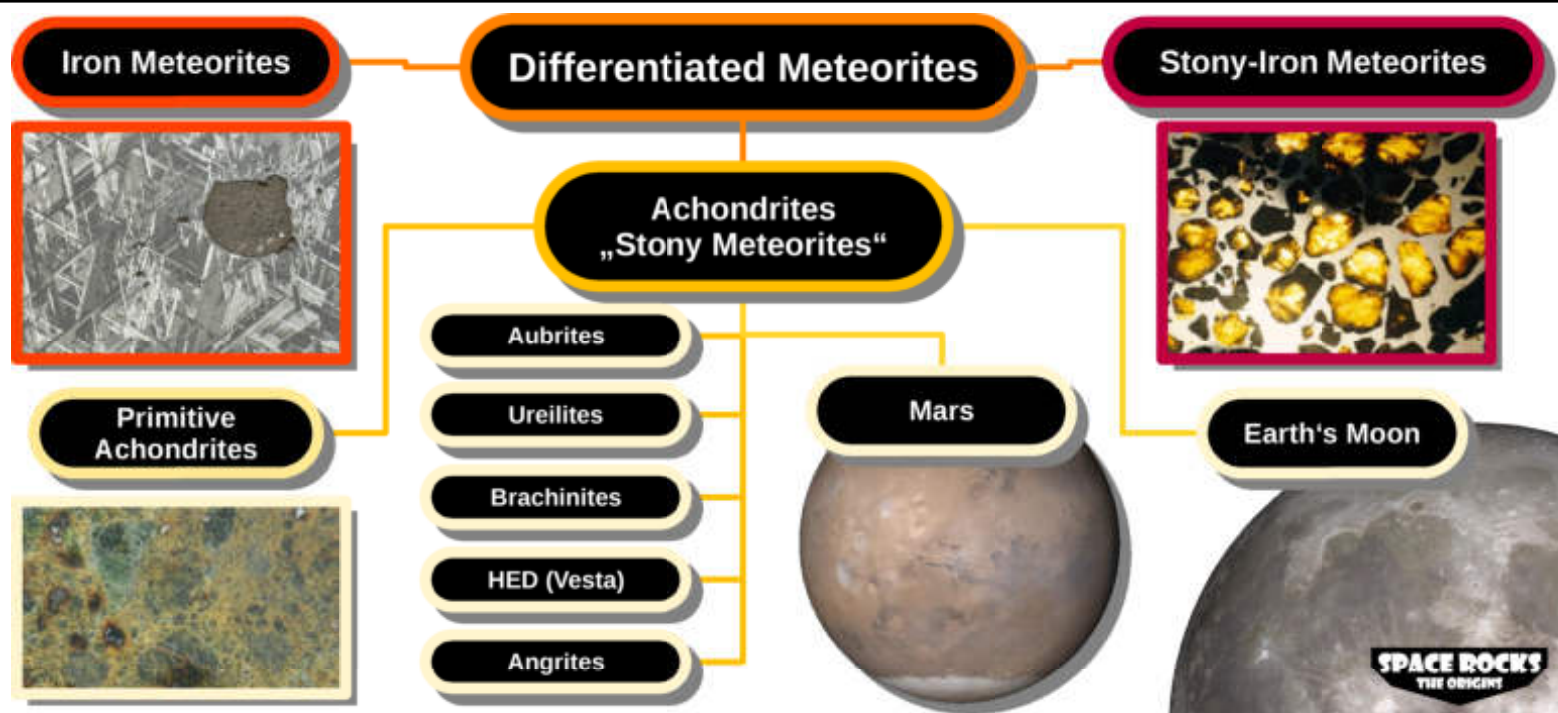 Iron Meteorites
Differentiated Meteorites
Stony-Iron Meteorites
Achondrites
„Stony Meteorites“
Aubrites
Ureilites
Brachinites
HED (Vesta)
Angrites
Primitive
Achondrites
Mars
Earth‘s Moon
SPACE ROCKS
THE ORIGINS